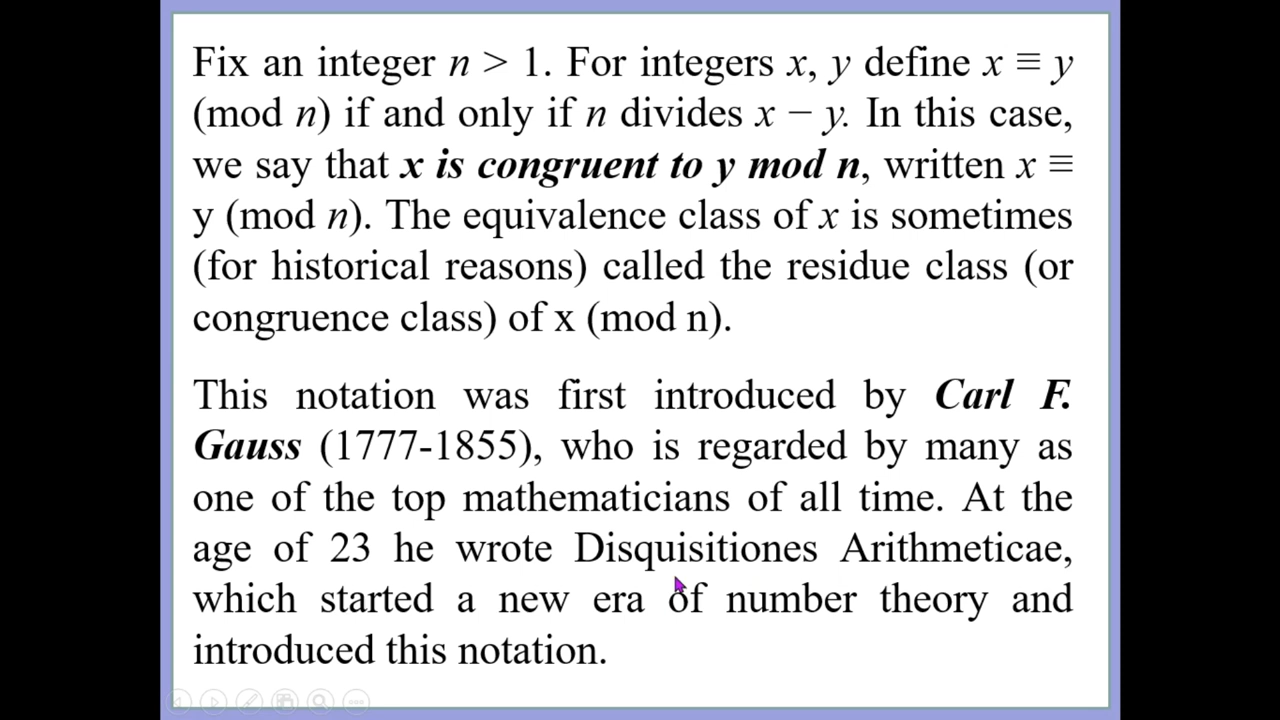 Fix an integer n > 1. For integers x, y define x ≡ y
(mod n) if and only if n divides x − y. In this case,
we say that x is congruent to y mod n, written x ≡
y (mod n). The equivalence class of x is sometimes
(for historical reasons) called the residue class (or
congruence class) of x (mod n).
This notation was first introduced by Carl F.
Gauss (1777-1855), who is regarded by many as
one of the top mathematicians of all time. At the
age of 23 he wrote Disquisitiones Arithmeticae,
which started a new era of number theory and
introduced this notation.